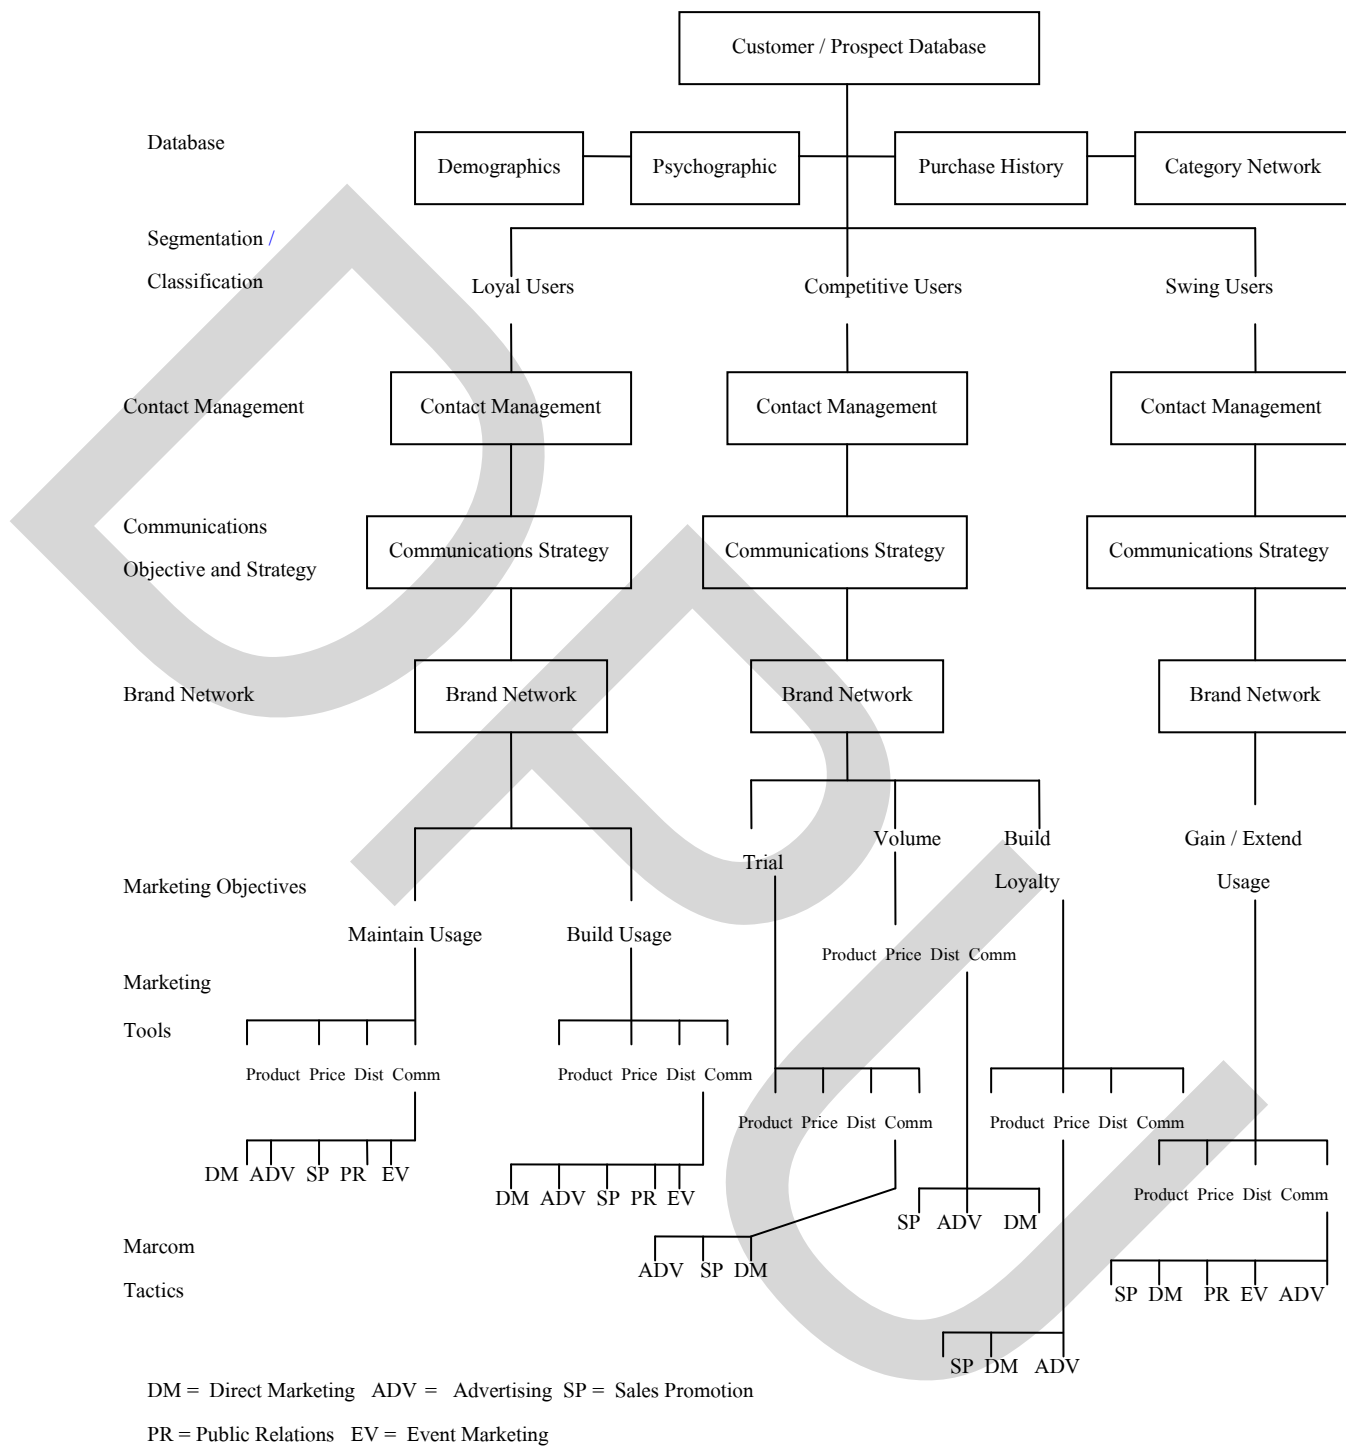 Customer / Prospect Database
Database
Demographics
Psychographic
Purchase History
Category Network
Segmentation /
Classification
Loyal Users
Competitive Users
Swing Users
Contact Management
Contact Management
Contact Management
Contact Management
Communications
Objective and Strategy
Communications Strategy
Communications Strategy
Communications Strategy
Brand Network
Brand Network
Brand Network
Brand Network
Marketing Objectives
Maintain Usage
Build Usage
Trial
Volume
Build
Loyalty
Gain / Extend
Usage
Marketing
Tools
Product Price Dist Comm
Product Price Dist Comm
Product Price Dist Comm
Product Price Dist Comm
Product Price Dist Comm
Product Price Dist Comm
DM ADV SP PR EV
DM ADV SP PR EV
ADV SP DM
SP ADV DM
SP DM ADV
SP DM PR EV ADV
Marcom
Tactics
DM = Direct Marketing ADV = Advertising SP = Sales Promotion
PR = Public Relations EV = Event Marketing
DPU